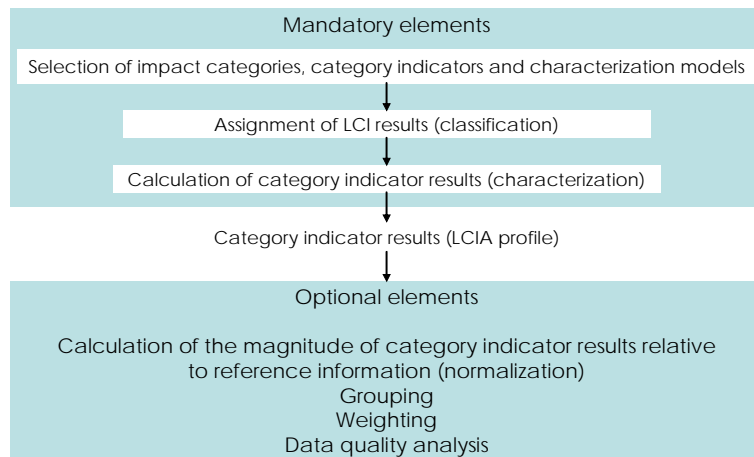 Mandatory elements
Selection of impact categories, category indicators and characterization models
Assignment of LCI results (classification)
Calculation of category indicator results (characterization)
Category indicator results (LCIA profile)
Optional elements
Calculation of the magnitude of category indicator results relative
to reference information (normalization)
Grouping
Weighting
Data quality analysis